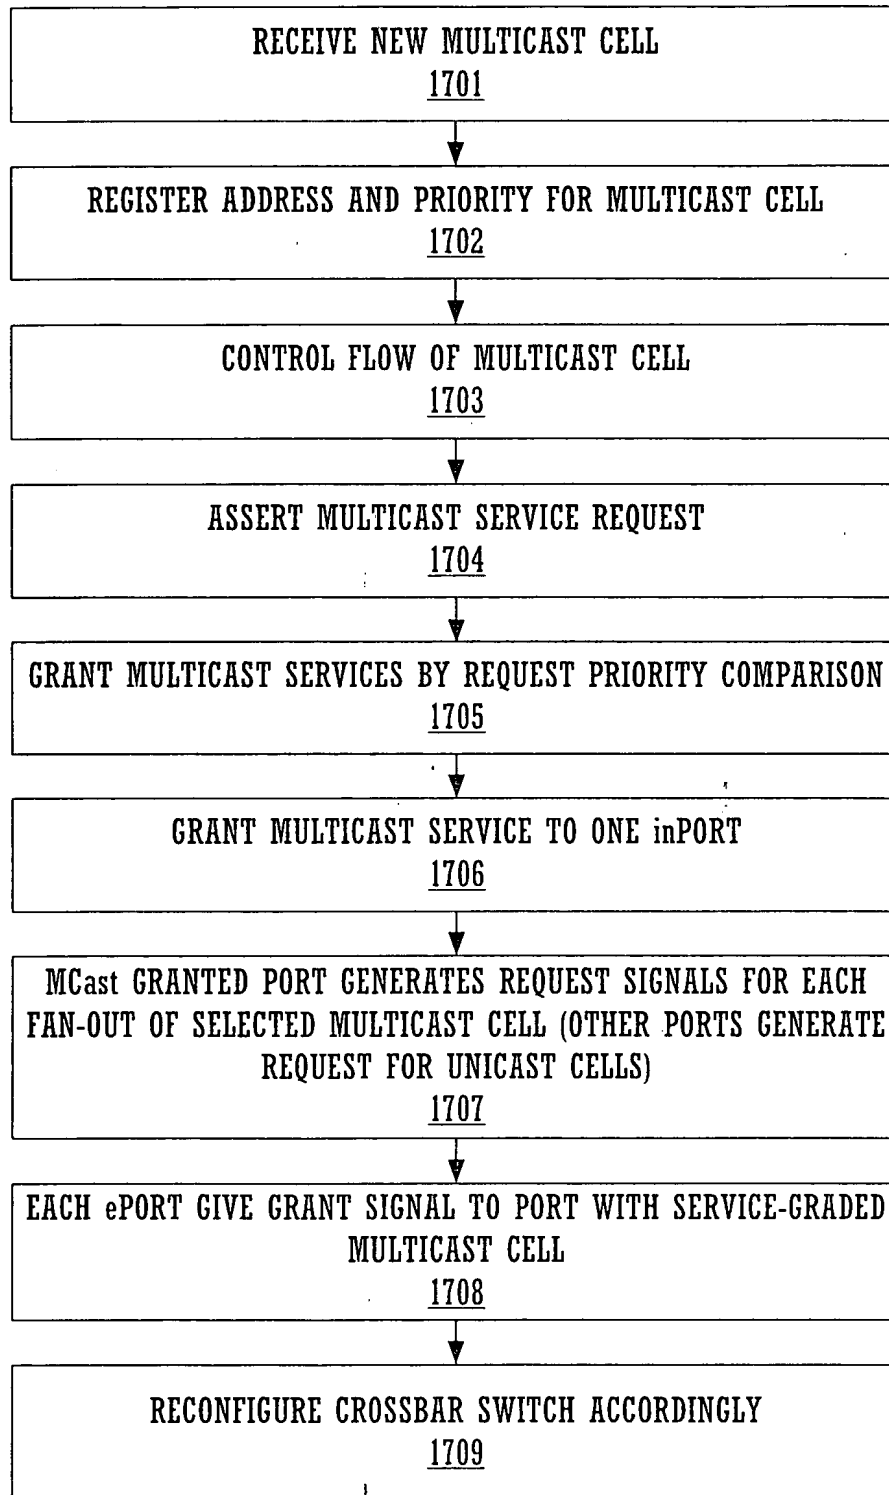 RECEIVE NEW MULTICAST CELL
1701
REGISTER ADDRESS AND PRIORITY FOR MULTICAST CELL
1702
CONTROL FLOW OF MULTICAST CELL
1703
ASSERT MULTICAST SERVICE REQUEST
1704
GRANT MULTICAST SERVICES BY REQUEST PRIORITY COMPARISON
1705
GRANT MULTICAST SERVICE TO ONE inPORT
1706
MCast GRANTED PORT GENERATES REQUEST SIGNALS FOR EACH
FAN-OUT OF SELECTED MULTICAST CELL (OTHER PORTS GENERATE
REQUEST FOR UNICAST CELLS)
1707
EACH ePORT GIVE GRANT SIGNAL TO PORT WITH SERVICE-GRADED
MULTICAST CELL
1708
RECONFIGURE CROSSBAR SWITCH ACCORDINGLY
1709